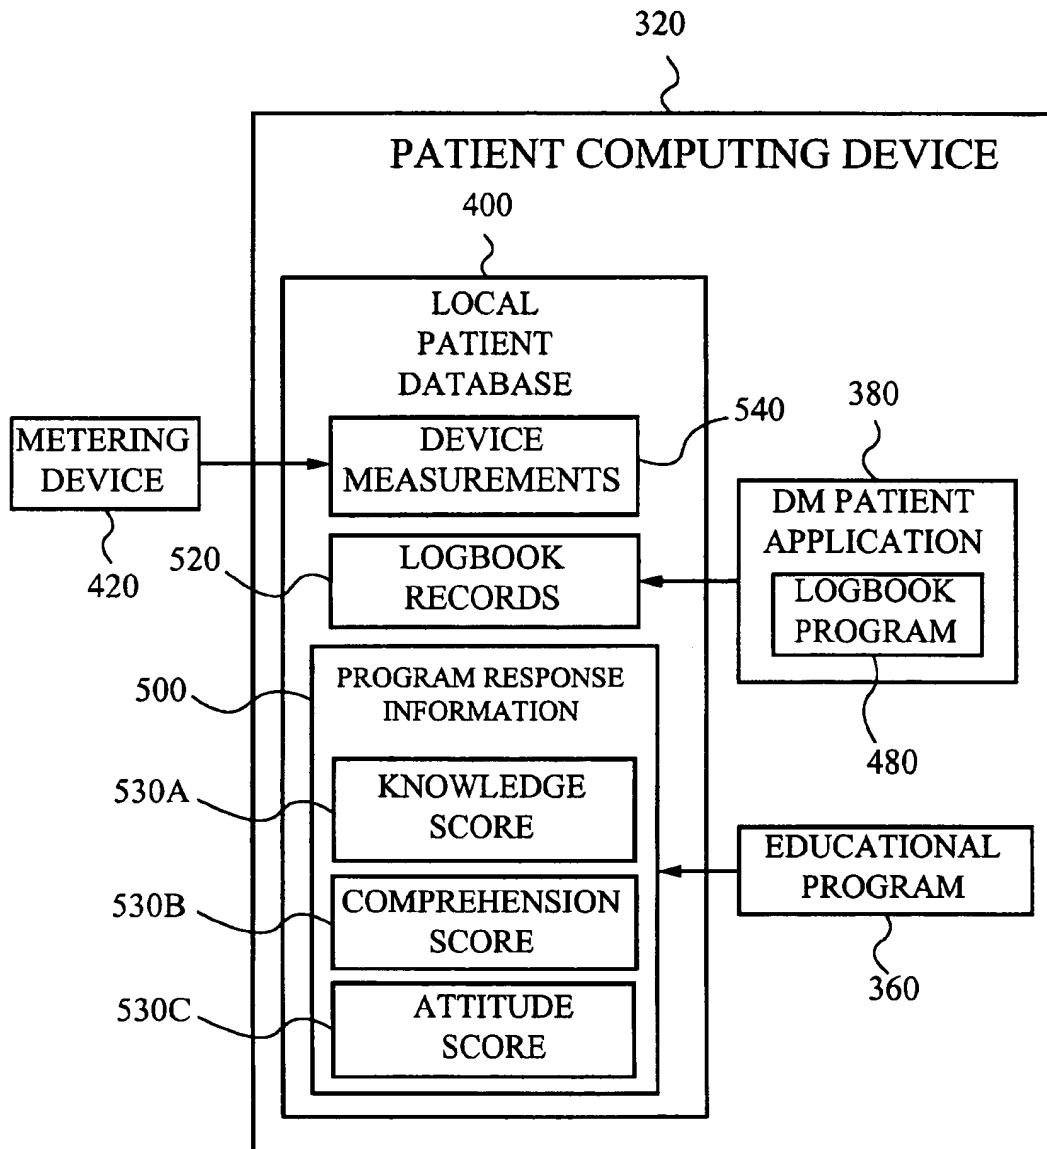 320
PATIENT COMPUTING DEVICE
400
LOCAL
PATIENT
DATABASE
METERING
DEVICE
420
DEVICE
MEASUREMENTS
540
380
DM PATIENT
APPLICATION
LOGBOOK
PROGRAM
480
520
LOGBOOK
RECORDS
500
PROGRAM RESPONSE
INFORMATION
530A
KNOWLEDGE
SCORE
530B
COMPREHENSION
SCORE
530C
ATTITUDE
SCORE
EDUCATIONAL
PROGRAM
360